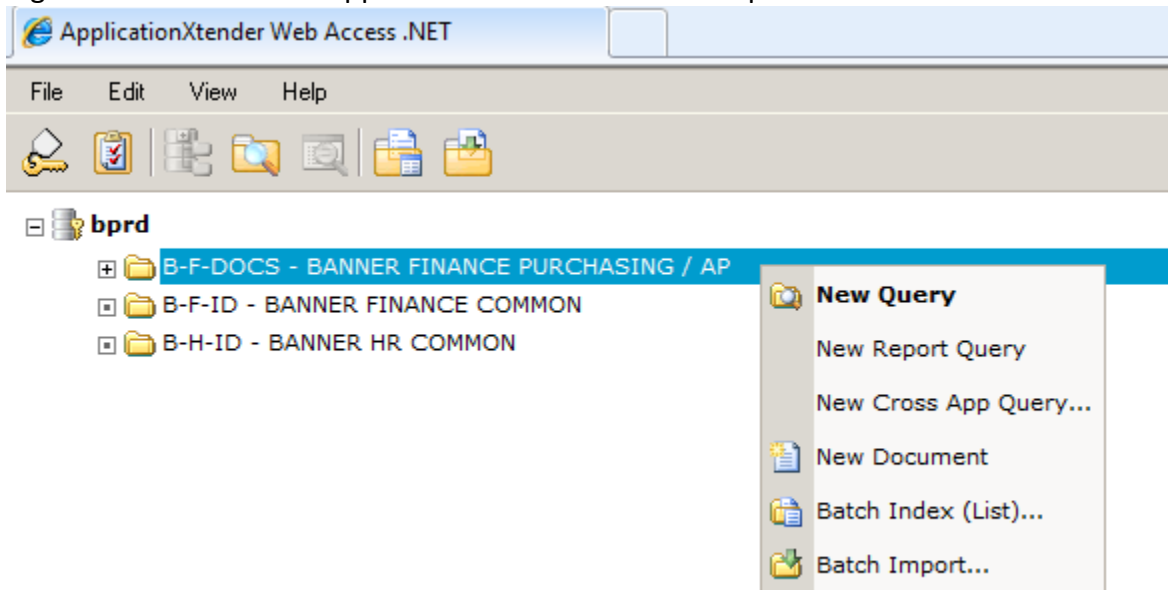 ApplicationXtender Web Access .NET
File Edit View Help
bprd
B-F-DOCS - BANNER FINANCE PURCHASING / AP
B-F-ID - BANNER FINANCE COMMON
B-H-ID - BANNER HR COMMON
New Query
New Report Query
New Cross App Query...
New Document
Batch Index (List)...
Batch Import...